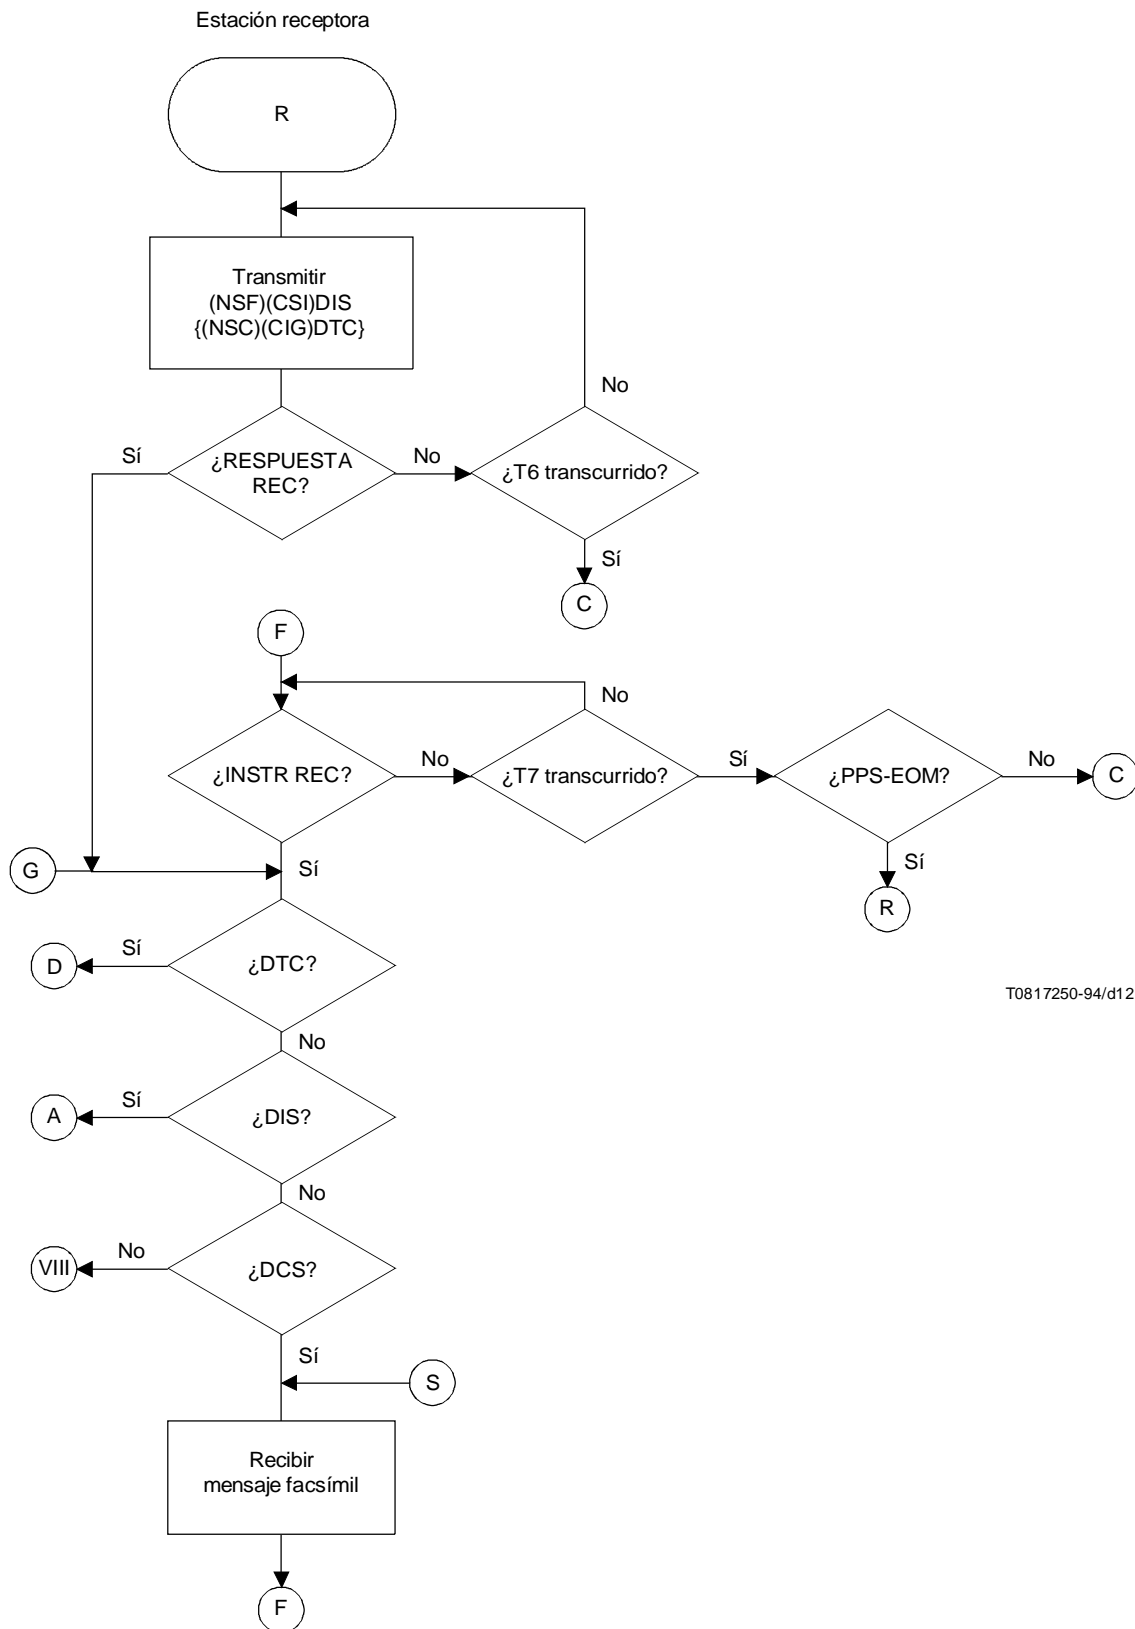 Estación receptora
R
Transmitir
(NSF)(CSI)DIS
{(NSC)(CIG)DTC}
No
Sí
¿RESPUESTA
REC?
No
¿T6 transcurrido?
Sí
C
F
No
¿INSTR REC?
No
¿T7 transcurrido?
Sí
¿PPS-EOM?
No
C
G
Sí
Sí
R
Sí
D
¿DTC?
T0817250-94/d12
No
Sí
A
¿DIS?
No
No
VIII
¿DCS?
Sí
S
Recibir
mensaje facsímil
F